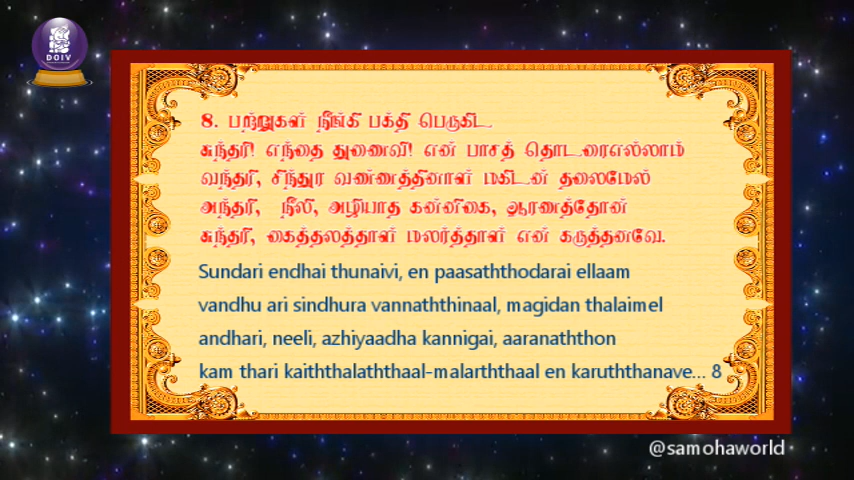 DOIV
8. பற்றுகள் நீங்கி பக்தி பெருகிட
சுந்தரி! எந்தை துணைவி! என் பாசத் தொடரைஎல்லாம்
வந்தரி, சிந்துர வண்ணத்தினாள் மகிடன் தலைமேல்
அந்தரி, நீலி, அழியாத கன்னிகை, ஆரணத்தோன்
சுந்தரி, கைத்தலத்தாள் மலர்த்தாள் என் கருத்தனவே.
Sundari endhai thunaivi, en paasaththodarai ellaam
vandhu ari sindhura vannaththinaal, magidan thalaimel
andhari, neeli, azhiyaadha kannigai, aaranaththon
kam thari kaiththalaththaal-malarththaal en karuththanave... 8
@samohaworld